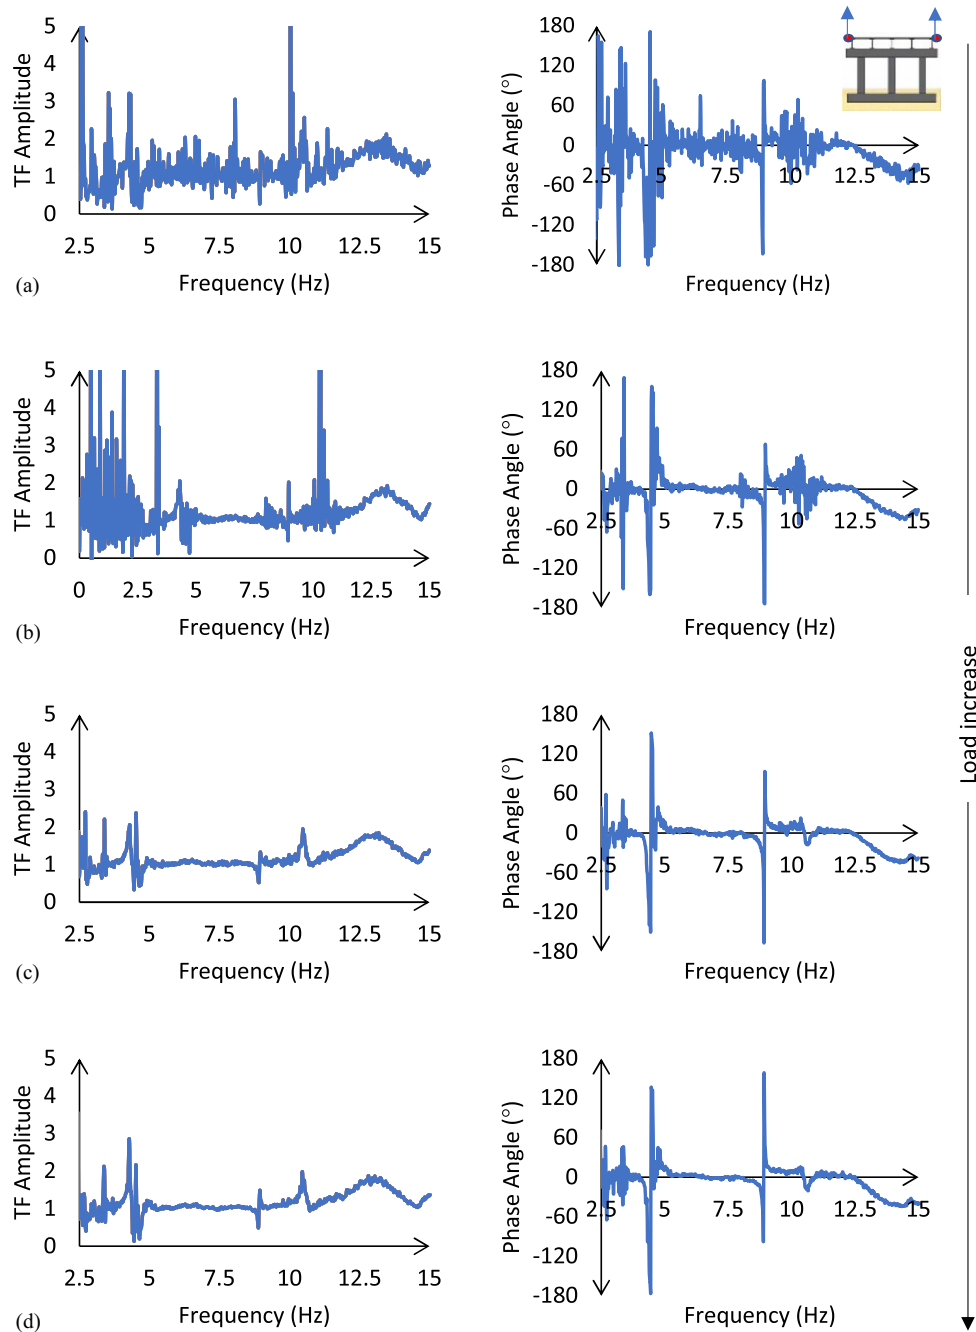 5
4
3
2
1
0
TF Amplitude
2.5 5 7.5 10 12.5 15
Frequency (Hz)
(a)
180
120
60
0
-60
-120
-180
Phase Angle (°)
2.5 5 7.5 10 12.5 15
Frequency (Hz)
5
4
3
2
1
0
TF Amplitude
0 2.5 5 10 12.5 15
Frequency (Hz)
(b)
180
120
60
0
-60
-120
-180
Phase Angle (°)
2.5 5 7.5 10 12.5 15
Frequency (Hz)
5
4
3
2
1
0
TF Amplitude
2.5 5 7.5 10 12.5 15
Frequency (Hz)
(c)
180
120
60
0
-60
-120
-180
Phase Angle (°)
2.5 5 7.5 10 12.5 15
Frequency (Hz)
5
4
3
2
1
0
TF Amplitude
2.5 5 7.5 10 12.5 15
Frequency (Hz)
(d)
180
120
60
0
-60
-120
-180
Phase Angle (°)
2.5 5 7.5 10 12.5 15
Frequency (Hz)
Load increase